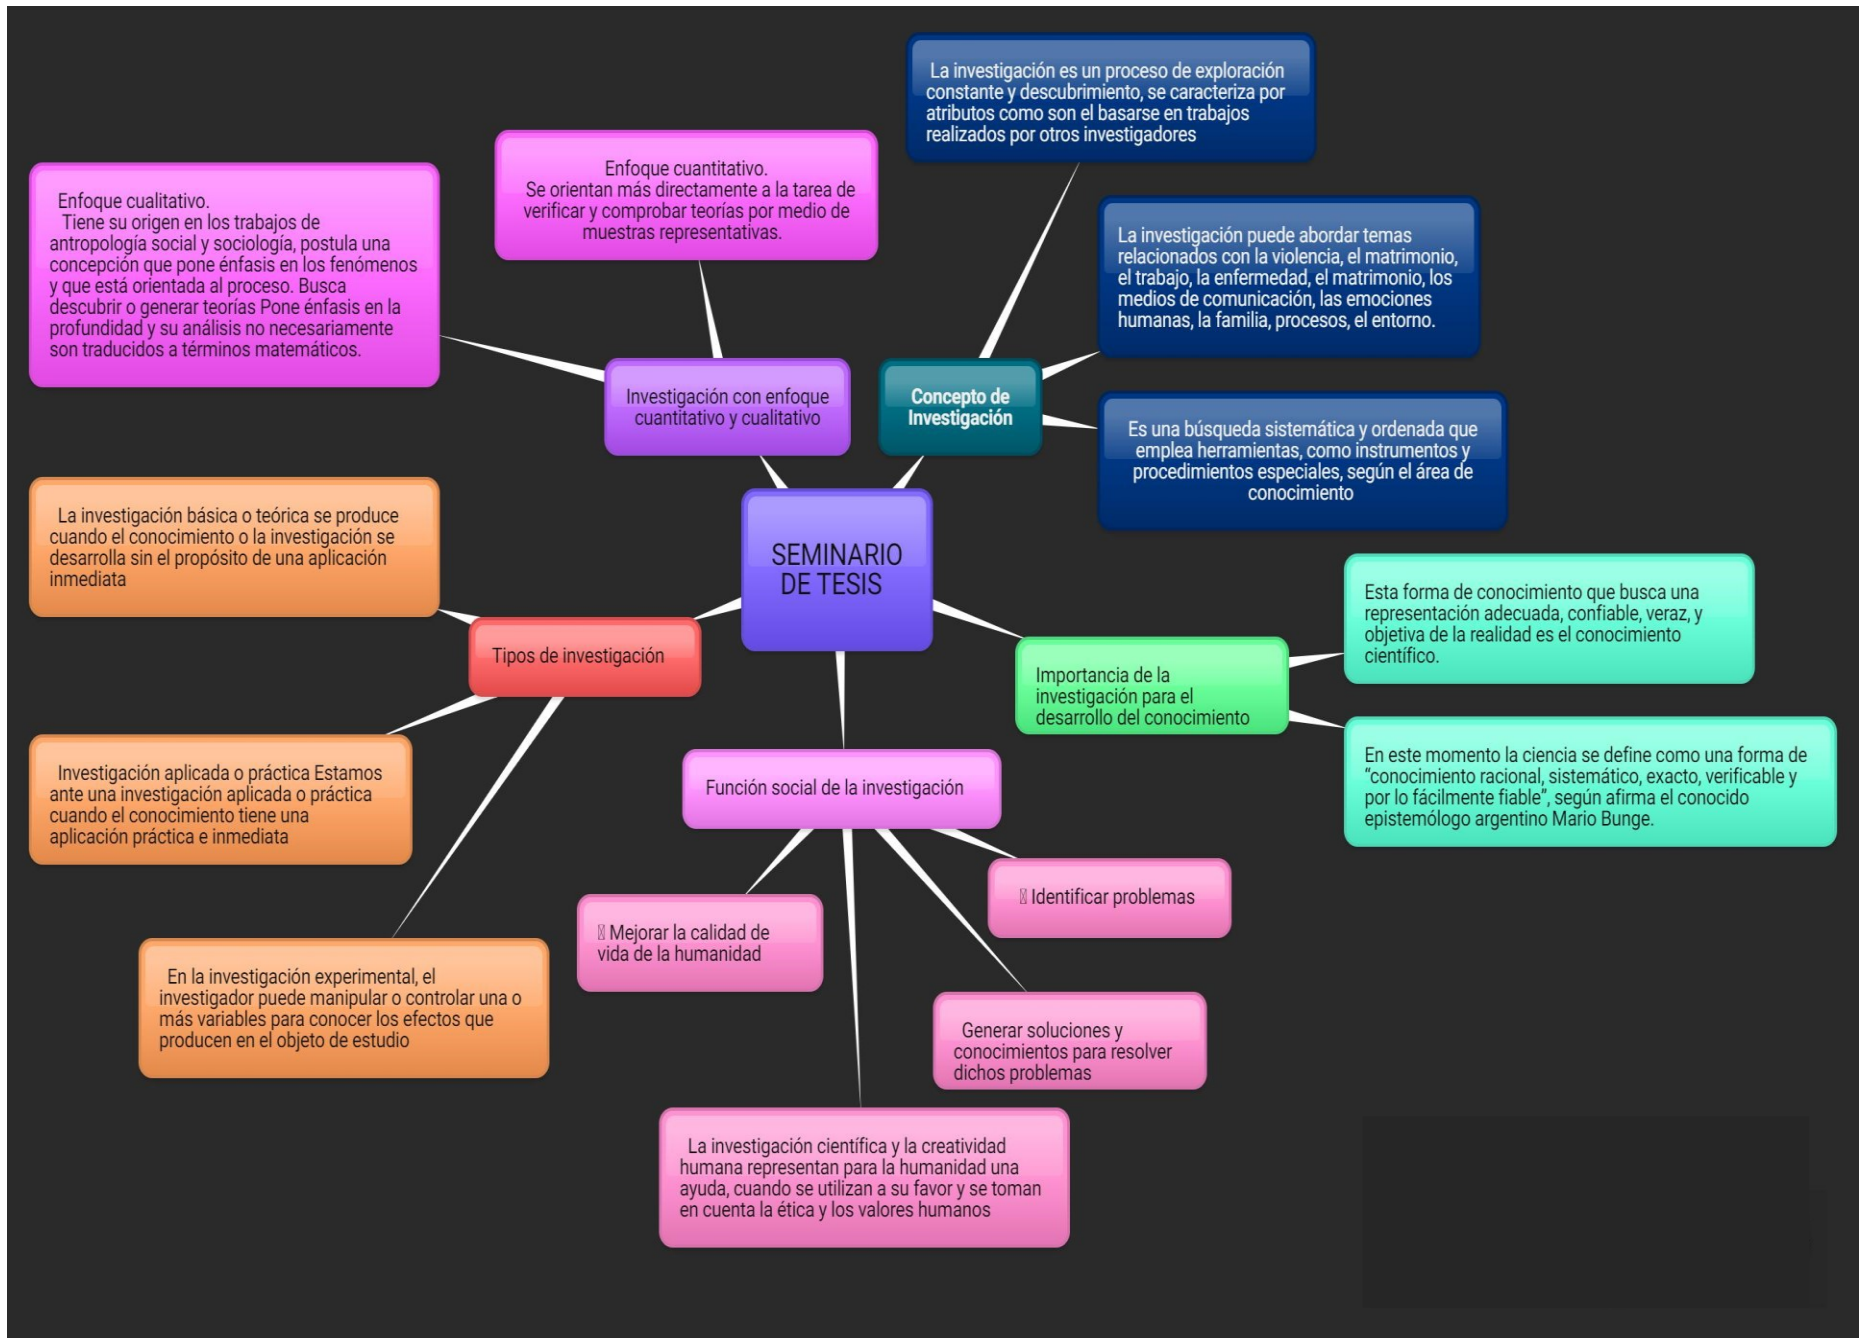 SEMINARIO
DE TESIS
Concepto de
Investigación
La investigación es un proceso de exploración
constante y descubrimiento, se caracteriza por
atributos como son el basarse en trabajos
realizados por otros investigadores
La investigación puede abordar temas
relacionados con la violencia, el matrimonio,
el trabajo, la enfermedad, el matrimonio, los
medios de comunicación, las emociones
humanas, la familia, procesos, el entorno.
Es una búsqueda sistemática y ordenada que
emplea herramientas, como instrumentos y
procedimientos especiales, según el área de
conocimiento
Importancia de la
investigación para el
desarrollo del conocimiento
Esta forma de conocimiento que busca una
representación adecuada, confiable, veraz, y
objetiva de la realidad es el conocimiento
científico.
En este momento la ciencia se define como una forma de
“conocimiento racional, sistemático, exacto, verificable y
por lo fácilmente fiable”, según afirma el conocido
epistemólogo argentino Mario Bunge.
Función social de la investigación
Identificar problemas
Generar soluciones y
conocimientos para resolver
dichos problemas
La investigación científica y la creatividad
humana representan para la humanidad una
ayuda, cuando se utilizan a su favor y se toman
en cuenta la ética y los valores humanos
Mejorar la calidad de
vida de la humanidad
Tipos de investigación
La investigación básica o teórica se produce
cuando el conocimiento o la investigación se
desarrolla sin el propósito de una aplicación
inmediata
Investigación aplicada o práctica Estamos
ante una investigación aplicada o práctica
cuando el conocimiento tiene una
aplicación práctica e inmediata
En la investigación experimental, el
investigador puede manipular o controlar una o
más variables para conocer los efectos que
producen en el objeto de estudio
Investigación con enfoque
cuantitativo y cualitativo
Enfoque cuantitativo.
Se orientan más directamente a la tarea de
verificar y comprobar teorías por medio de
muestras representativas.
Enfoque cualitativo.
Tiene su origen en los trabajos de
antropología social y sociología, postula una
concepción que pone énfasis en los fenómenos
y que está orientada al proceso. Busca
descubrir o generar teorías Pone énfasis en la
profundidad y su análisis no necesariamente
son traducidos a términos matemáticos.